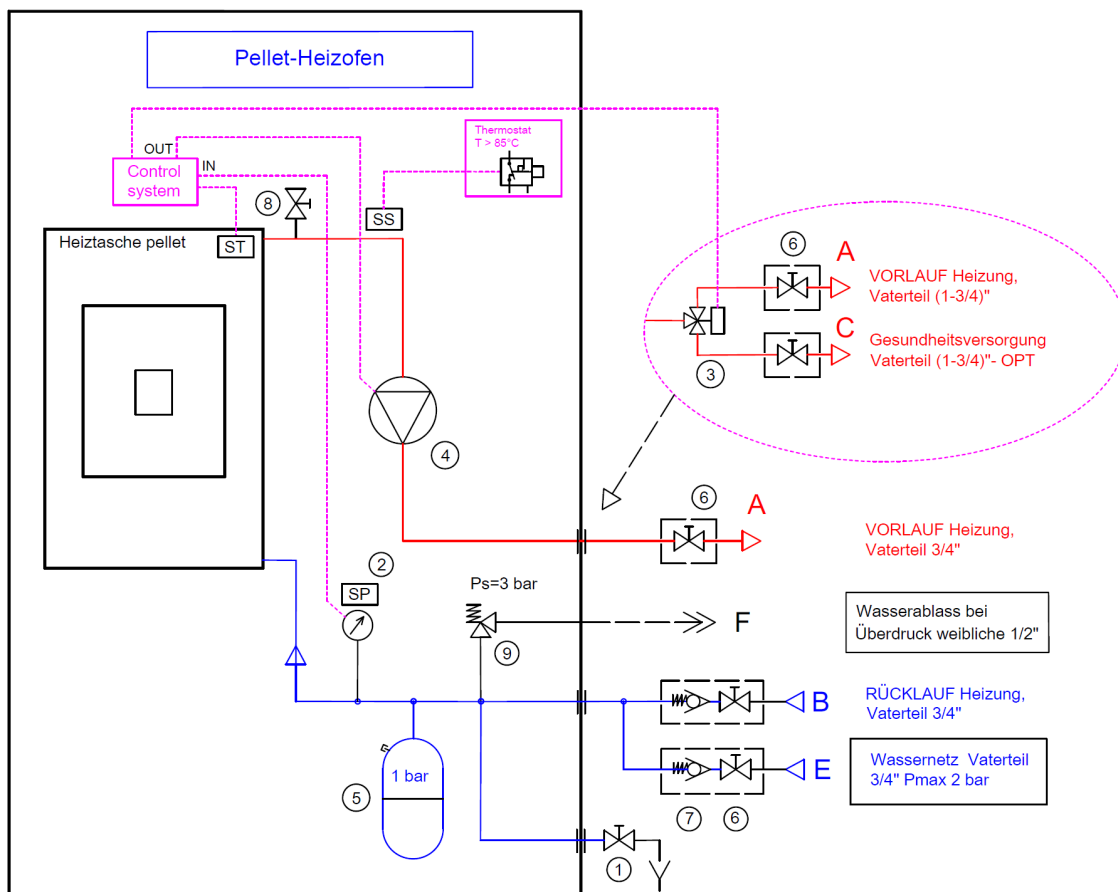 Pellet-Heizofen
Thermostat
T > 85°C
OUT
IN
Control
system
8
SS
ST
Heiztasche pellet
6
A
VORLAUF Heizung,
Vaterteil (1-3/4)"
C
Gesundheitsversorgung
Vaterteil (1-3/4)"- OPT
3
4
6
A
VORLAUF Heizung,
Vaterteil 3/4"
2
SP
Ps=3 bar
9
F
Wasserablass bei
Überdruck weibliche 1/2"
B
RÜCKLAUF Heizung,
Vaterteil 3/4"
E
Wassernetz Vaterteil
3/4" Pmax 2 bar
1 bar
5
7
6
1